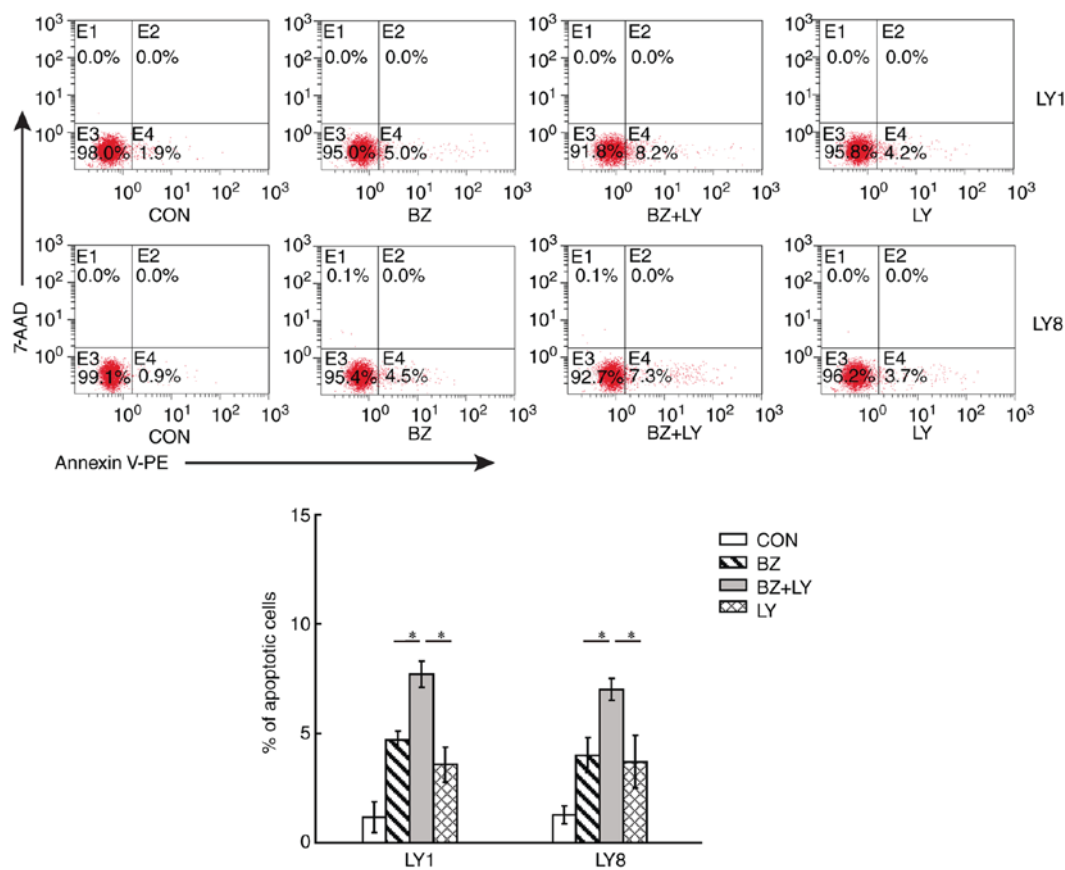 10³ 10³ 10³ 10³
E1 E2 E1 E2 E1 E2 E1 E2
0.0% 0.0% 0.0% 0.0% 0.0% 0.0% 0.0% 0.0%
10² 10² 10² 10²
10¹ 10¹ 10¹ 10¹ LY1
10⁰ 10⁰ 10⁰ 10⁰
E3 E4 E3 E4 E3 E4 E3 E4
98.0% 1.9% 95.0% 5.0% 91.8% 8.2% 95.8% 4.2%
10⁰ 10¹ 10² 10³ 10⁰ 10¹ 10² 10³ 10⁰ 10¹ 10² 10³ 10⁰ 10¹ 10² 10³
CON BZ BZ+LY LY
10³ 10³ 10³ 10³
E1 E2 E1 E2 E1 E2 E1 E2
0.0% 0.0% 0.1% 0.0% 0.1% 0.0% 0.0% 0.0%
10² 10² 10² 10²
10¹ 10¹ 10¹ 10¹ LY8
7-AAD
10⁰ 10⁰ 10⁰ 10⁰
E3 E4 E3 E4 E3 E4 E3 E4
99.1% 0.9% 95.4% 4.5% 92.7% 7.3% 96.2% 3.7%
10⁰ 10¹ 10² 10³ 10⁰ 10¹ 10² 10³ 10⁰ 10¹ 10² 10³ 10⁰ 10¹ 10² 10³
CON BZ BZ+LY LY
Annexin V-PE
15
CON
BZ
BZ+LY
LY
10
* * * *
% of apoptotic cells
5
0
LY1 LY8